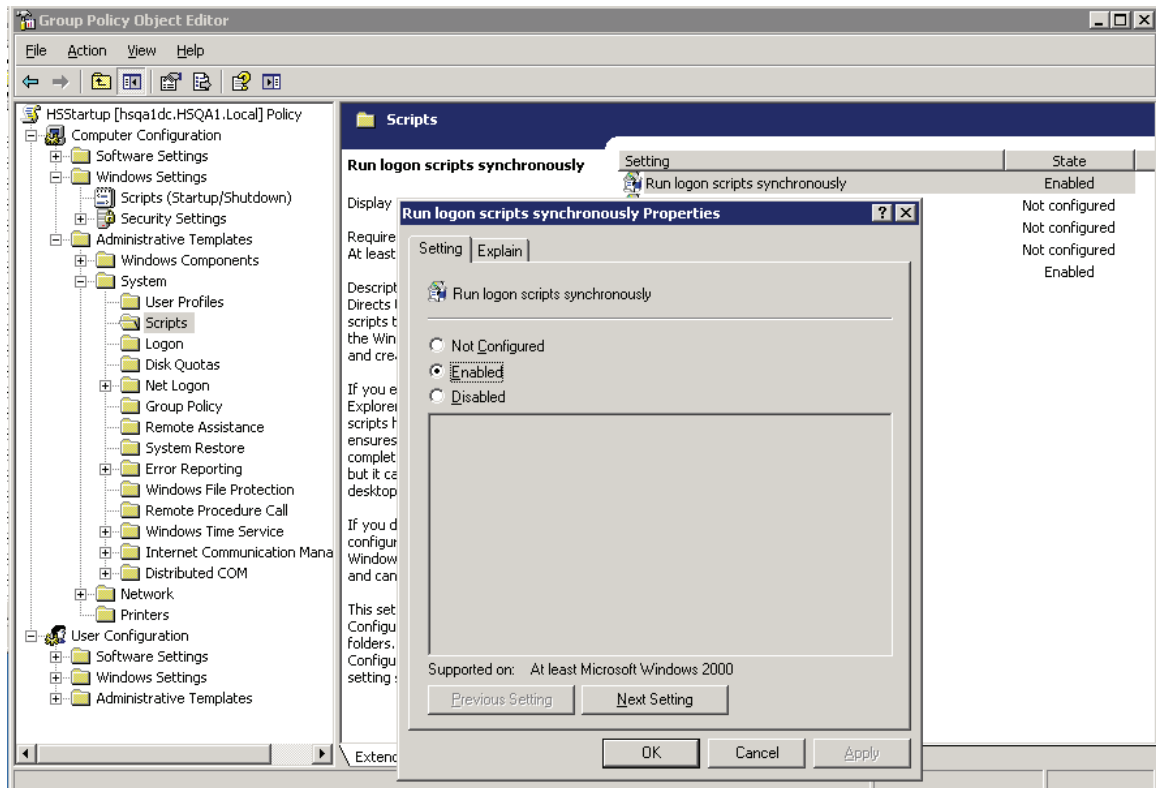 Group Policy Object Editor
File Action View Help
HSStartup [hsqa1dc.HSQA1.Local] Policy
Computer Configuration
Software Settings
Windows Settings
Scripts (Startup/Shutdown)
Security Settings
Administrative Templates
Windows Components
System
User Profiles
Scripts
Logon
Disk Quotas
Net Logon
Group Policy
Remote Assistance
System Restore
Error Reporting
Windows File Protection
Remote Procedure Call
Windows Time Service
Internet Communication Mana
Distributed COM
Network
Printers
User Configuration
Software Settings
Windows Settings
Administrative Templates
Scripts
Run logon scripts synchronously
Display
Require
At least
Descript
Directs
scripts t
the Win
and cre
If you e
Explorer
scripts h
ensures
complet
but it ca
desktop
If you d
configur
Window
and can
This set
Configu
folders.
Configu
setting
Extend
Setting State
Run logon scripts synchronously Enabled
Not configured
Not configured
Not configured
Enabled
Run logon scripts synchronously Properties
Setting Explain
Run logon scripts synchronously
Not Configured
Enabled
Disabled
Supported on: At least Microsoft Windows 2000
Previous Setting Next Setting
OK Cancel Apply